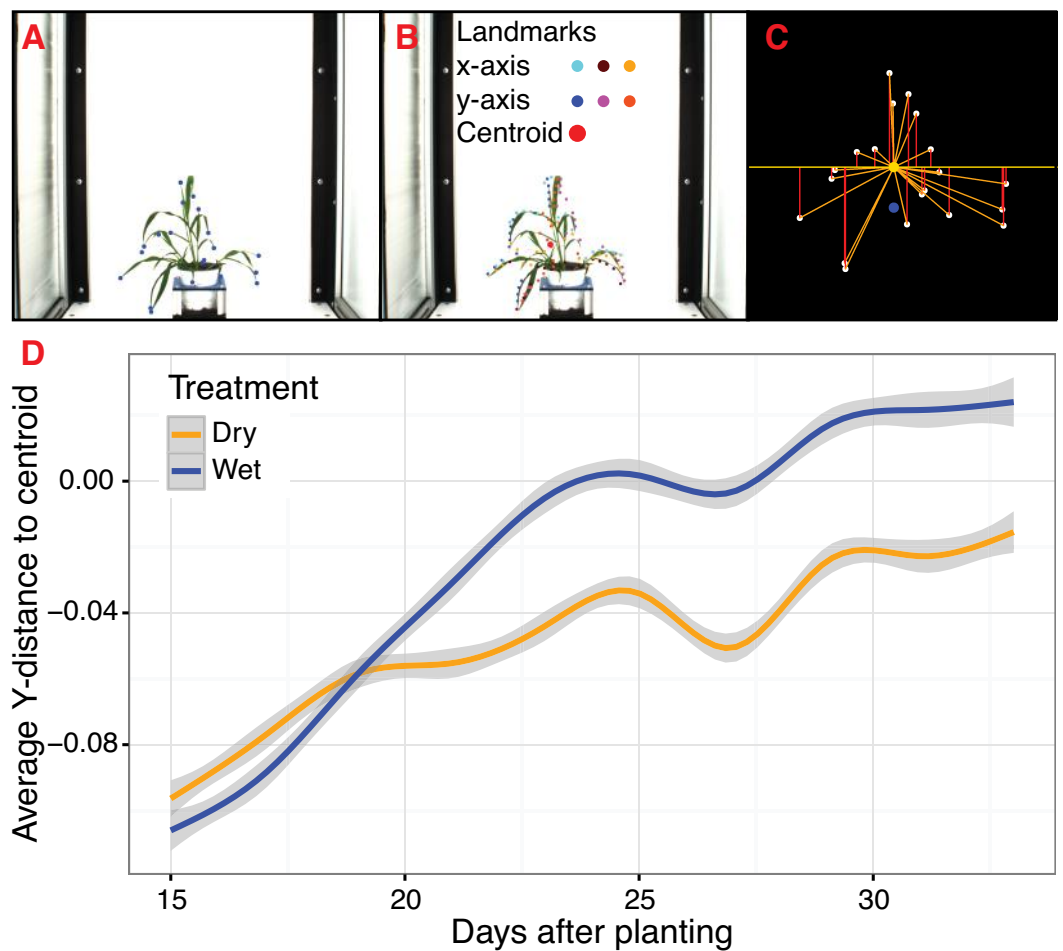 A
B
Landmarks
x-axis
y-axis
Centroid
C
D
Average Y-distance to centroid
Treatment
Dry
Wet
0.00
−0.04
−0.08
15
20
25
30
Days after planting